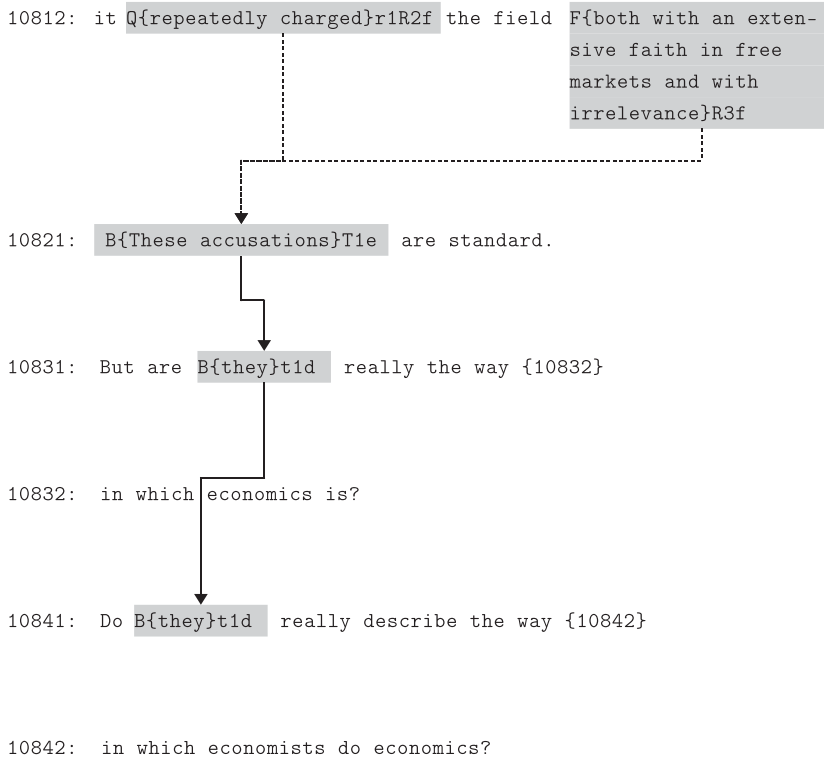 10812: it Q{repeatedly charged}r1R2f the field F{both with an exten-
sive faith in free
markets and with
irrelevance}R3f
10821: B{These accusations}T1e are standard.
10831: But are B{they}t1d really the way {10832}
10832: in which economics is?
10841: Do B{they}t1d really describe the way {10842}
10842: in which economists do economics?